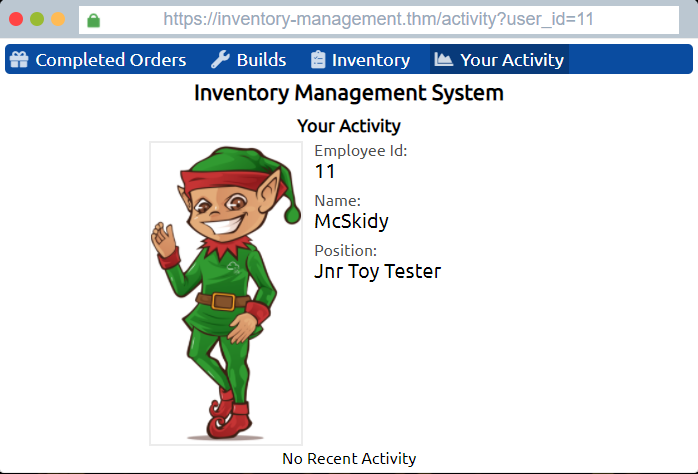 https://inventory-management.thm/activity?user_id=11
Completed Orders Builds Inventory Your Activity
Inventory Management System
Your Activity
Employee Id:
11
Name:
McSkidy
Position:
Jnr Toy Tester
No Recent Activity